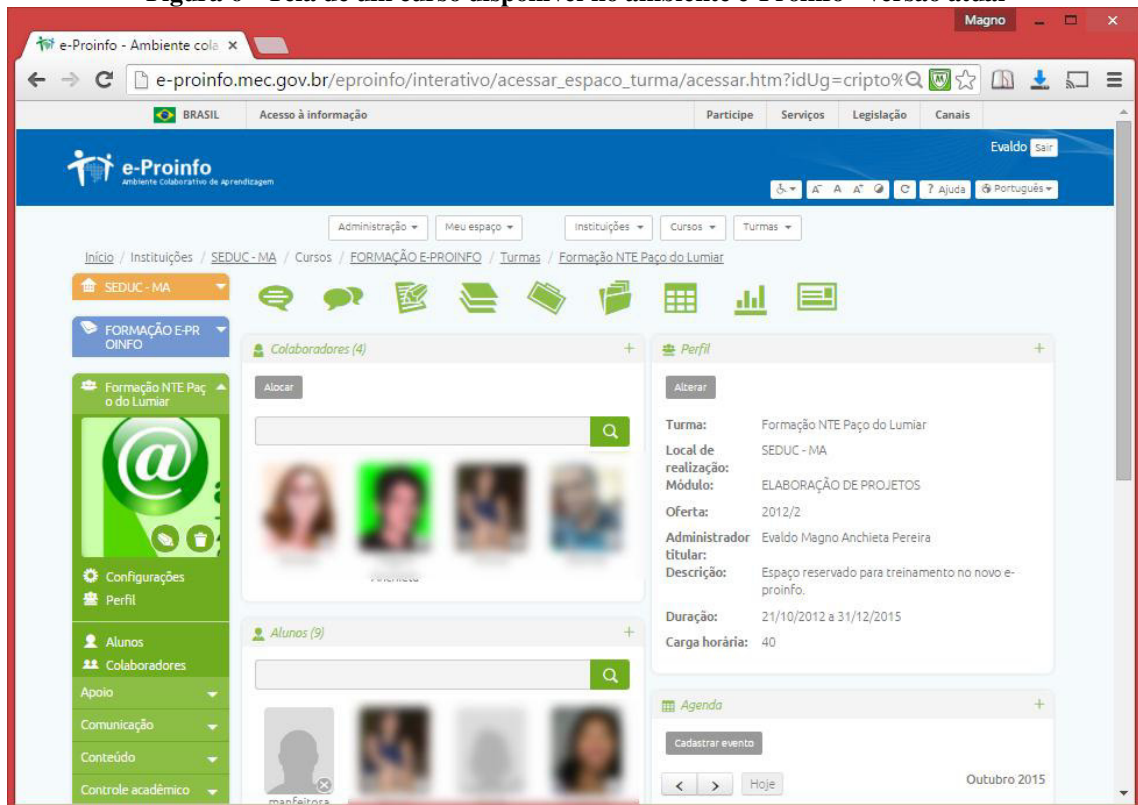 Magno
e-Proinfo - Ambiente cola
e-proinfo.mec.gov.br/eproinfo/interativo/acessar_espaco_turma/acessar.htm?idUg=cripto%
BRASIL Acesso à informação Participe Serviços Legislação Canais
Evaldo Sair
e-Proinfo
Ambiente Colaborativo de Aprendizagem
A- A A+ C ? Ajuda Português
Administração Meu espaço Instituições Cursos Turmas
Início / Instituições / SEDUC - MA / Cursos / FORMAÇÃO E-PROINFO / Turmas / Formação NTE Paço do Lumiar
SEDUC - MA
FORMAÇÃO E-PR
OINFO
Formação NTE Paç
o do Lumiar
@
Configurações
Perfil
Alunos
Colaboradores
Apoio
Comunicação
Conteúdo
Controle acadêmico
Colaboradores (4) +
Alocar
Alunos (9) +
manfeitora
Perfil +
Alterar
Turma: Formação NTE Paço do Lumiar
Local de SEDUC - MA
realização:
Módulo: ELABORAÇÃO DE PROJETOS
Oferta: 2012/2
Administrador Evaldo Magno Anchieta Pereira
titular:
Descrição: Espaço reservado para treinamento no novo e-
proinfo.
Duração: 21/10/2012 a 31/12/2015
Carga horária: 40
Agenda +
Cadastrar evento
< > Hoje Outubro 2015